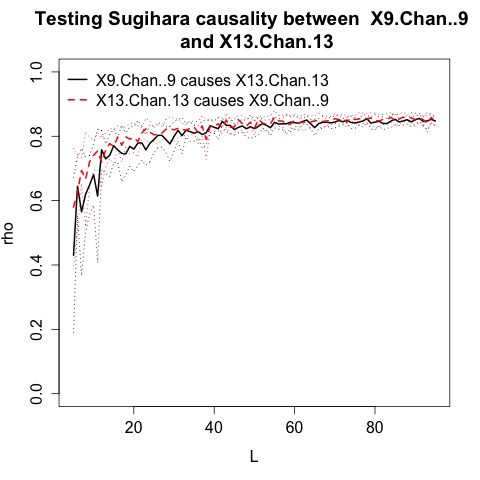 Testing Sugihara causality between  X9.Chan..9
and X13.Chan.13
X9.Chan..9 causes X13.Chan.13
X13.Chan.13 causes X9.Chan..9
rho
1.0
0.8
0.6
0.4
0.2
0.0
20 40 60 80
L